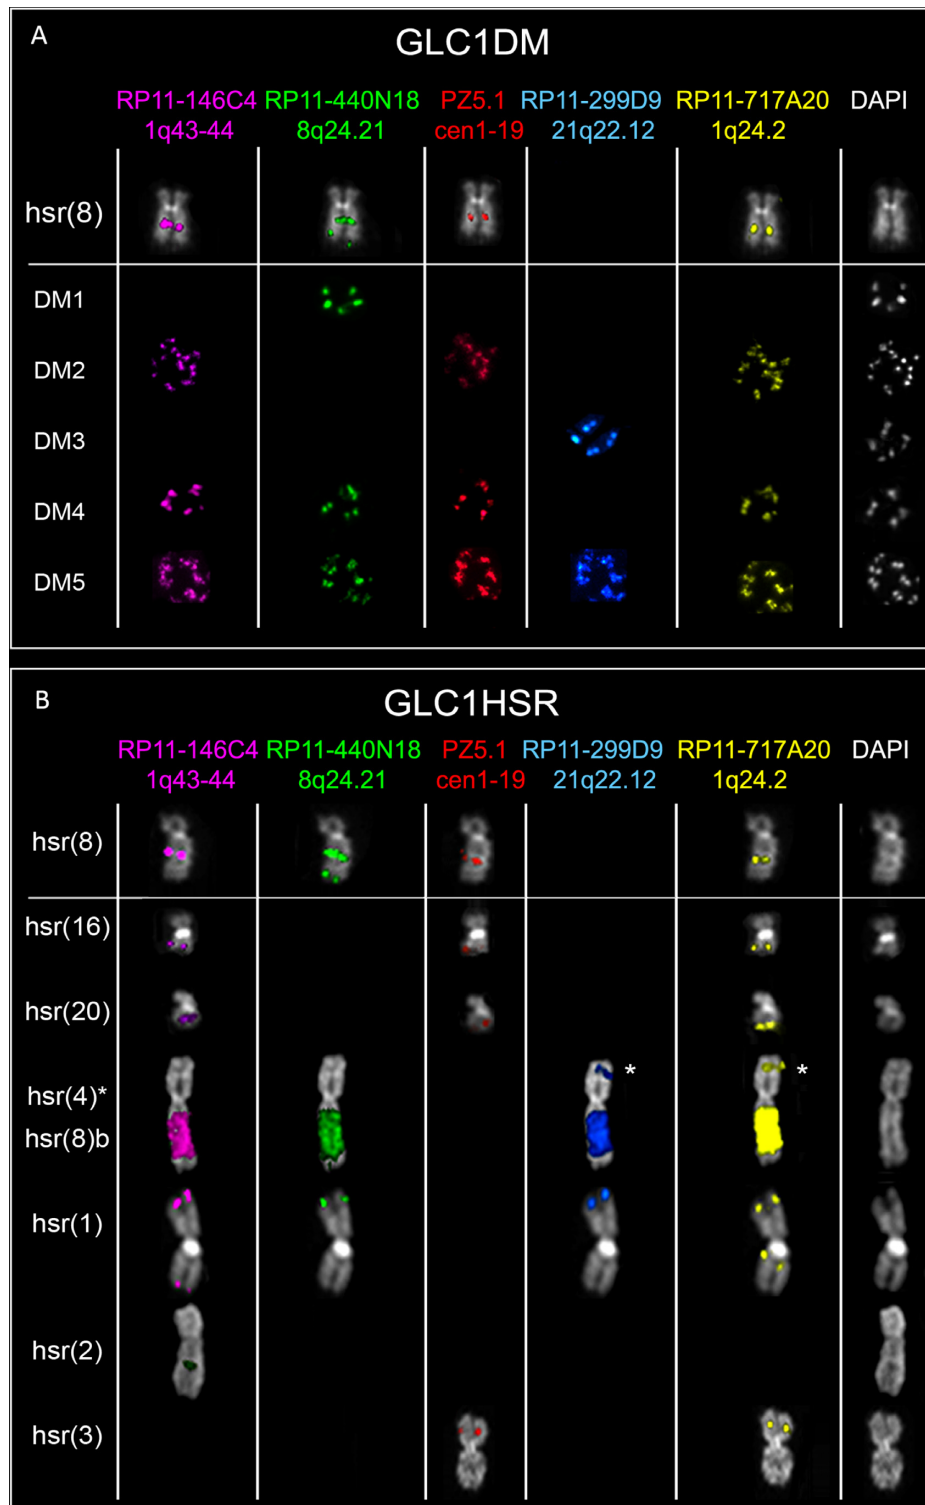 A
GLC1DM
RP11-146C4 RP11-440N18 PZ5.1 RP11-299D9 RP11-717A20 DAPI
1q43-44 8q24.21 cen1-19 21q22.12 1q24.2
hsr(8)
DM1
DM2
DM3
DM4
DM5
B
GLC1HSR
RP11-146C4 RP11-440N18 PZ5.1 RP11-299D9 RP11-717A20 DAPI
1q43-44 8q24.21 cen1-19 21q22.12 1q24.2
hsr(8)
hsr(16)
hsr(20)
* *
hsr(4)*
hsr(8)b
hsr(1)
hsr(2)
hsr(3)